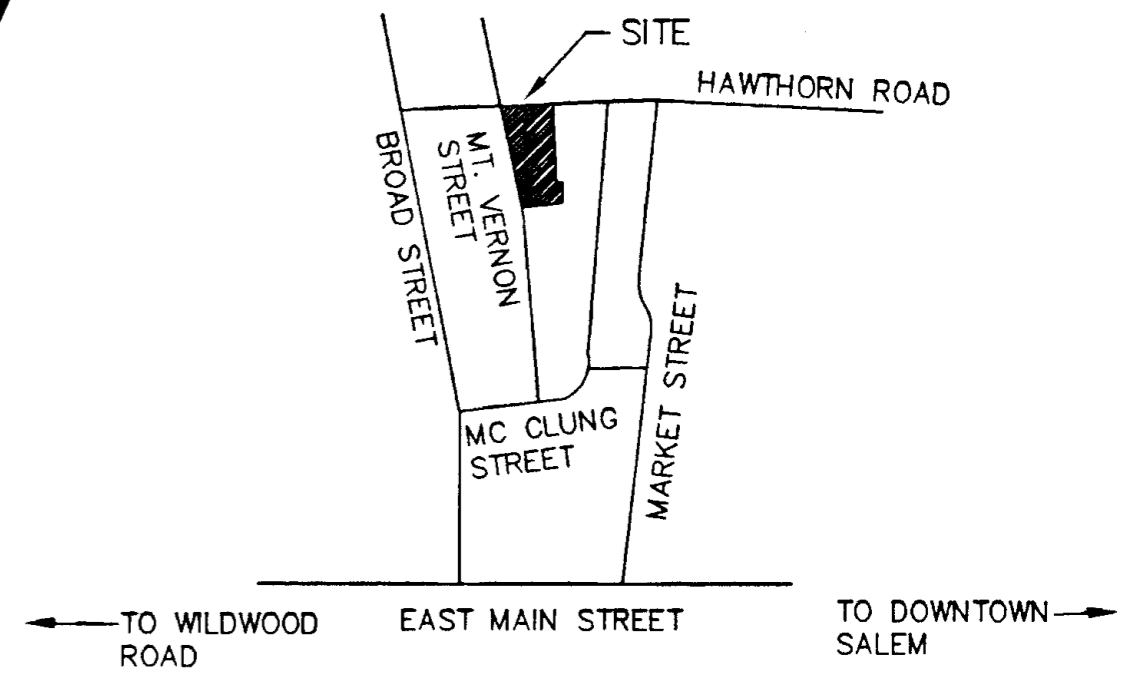 SITE
HAWTHORN ROAD
MT. VERNON
STREET
BROAD STREET
MC CLUNG
STREET
MARKET STREET
TO WILDWOOD
ROAD
EAST MAIN STREET
TO DOWNTOWN
SALEM